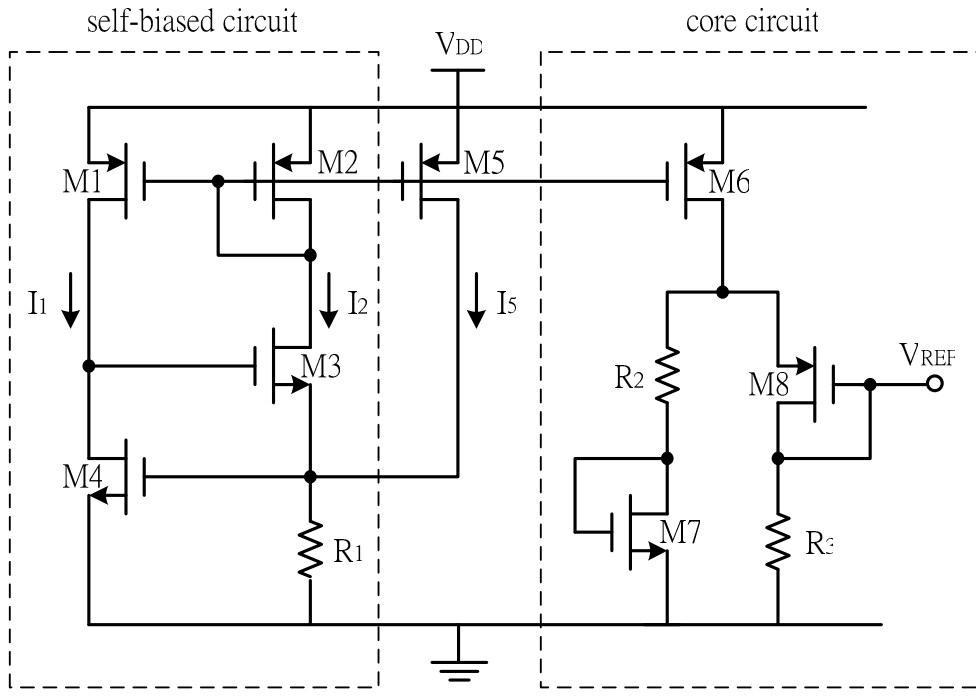 self-biased circuit
core circuit
VDD
M1
M2
M5
M6
I1
I2
I5
M3
R2
M8
VREF
M4
R1
M7
R3